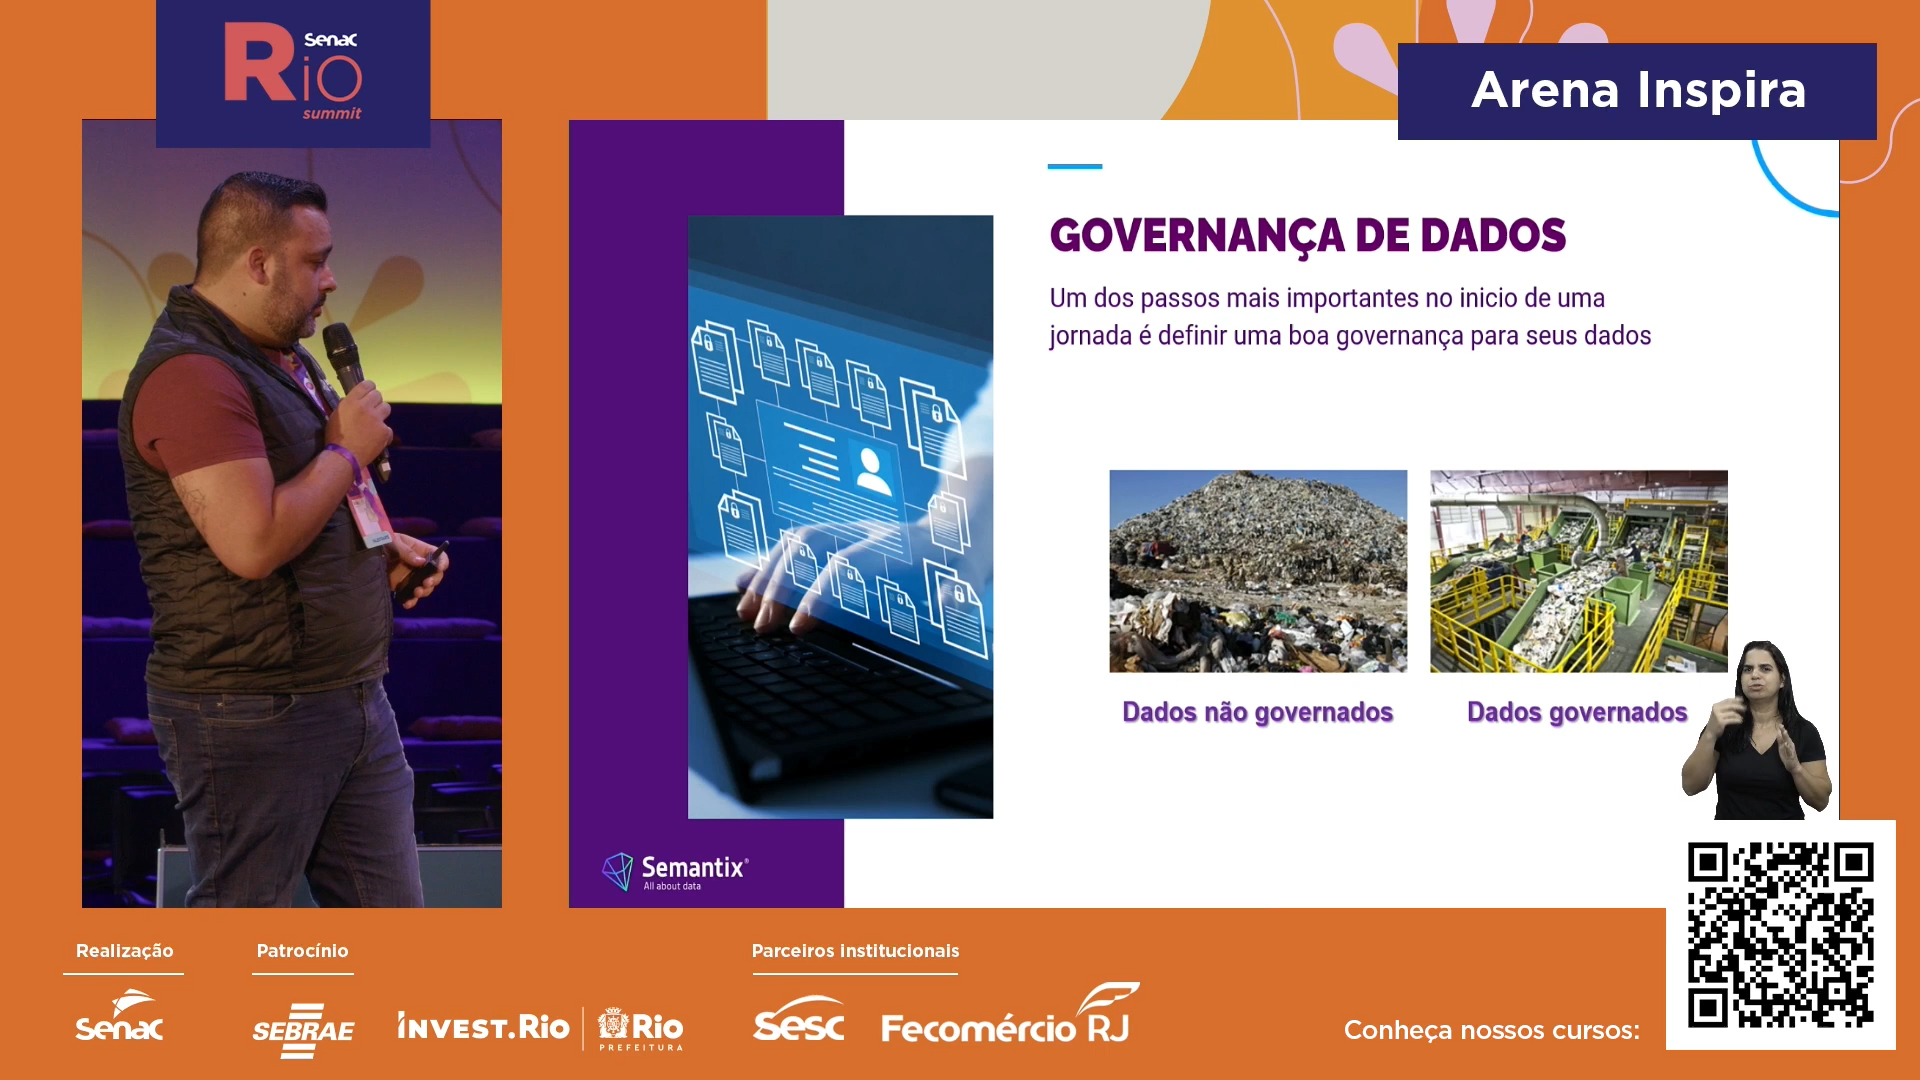 Rio
Senac
summit
Arena Inspira
GOVERNANÇA DE DADOS
Um dos passos mais importantes no inicio de uma
jornada é definir uma boa governança para seus dados
Dados não governados
Dados governados
Semantix®
All about data
Realização
Patrocínio
Parceiros institucionais
Senac
SEBRAE
INVEST.Rio
Rio
PREFEITURA
Sesc
Fecomércio RJ
Conheça nossos cursos: